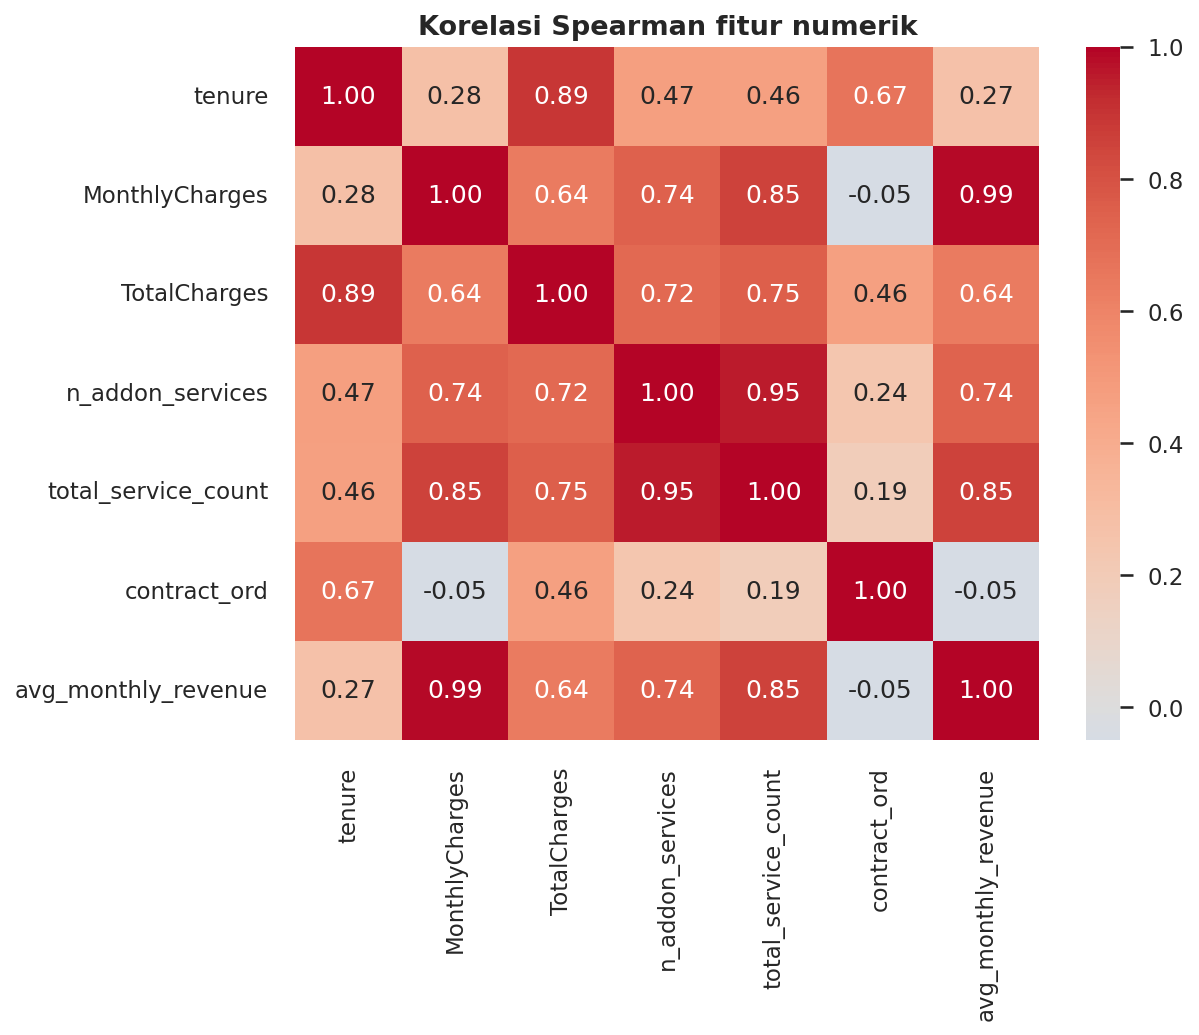 Korelasi Spearman fitur numerik
tenure 1.00 0.28 0.89 0.47 0.46 0.67 0.27
MonthlyCharges 0.28 1.00 0.64 0.74 0.85 -0.05 0.99
TotalCharges 0.89 0.64 1.00 0.72 0.75 0.46 0.64
n_addon_services 0.47 0.74 0.72 1.00 0.95 0.24 0.74
total_service_count 0.46 0.85 0.75 0.95 1.00 0.19 0.85
contract_ord 0.67 -0.05 0.46 0.24 0.19 1.00 -0.05
avg_monthly_revenue 0.27 0.99 0.64 0.74 0.85 -0.05 1.00
tenure
MonthlyCharges
TotalCharges
n_addon_services
total_service_count
contract_ord
avg_monthly_revenue
1.0
0.8
0.6
0.4
0.2
0.0